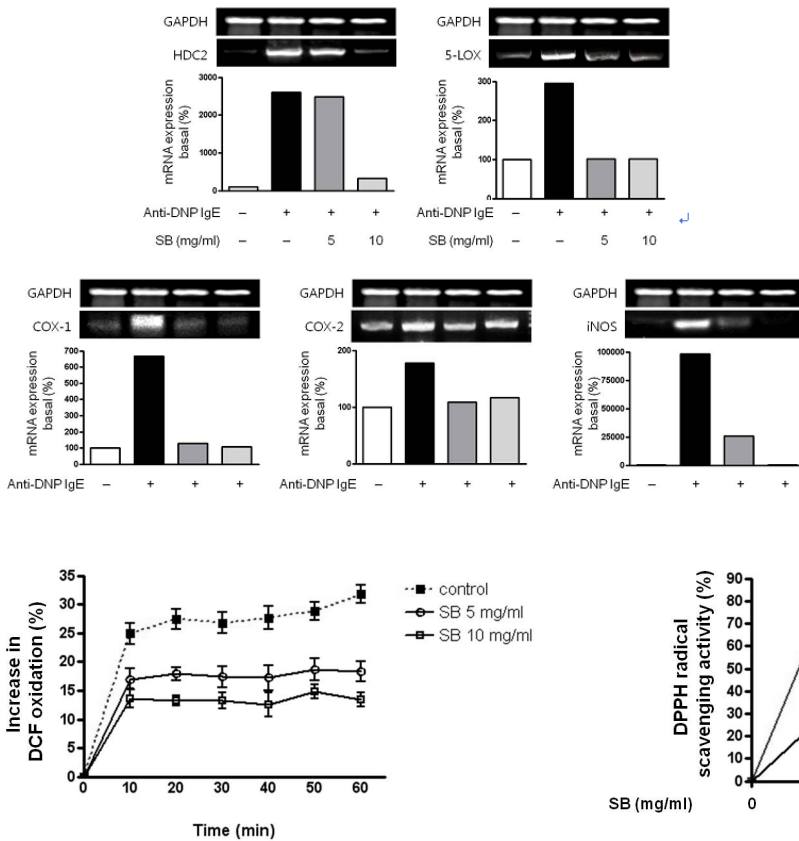 GAPDH
HDC2
mRNA expression
basal (%)
3000
2000
1000
0
Anti-DNP IgE – + + +
SB (mg/ml) – – 5 10
GAPDH
5-LOX
mRNA expression
basal (%)
300
200
100
0
Anti-DNP IgE – + + +
SB (mg/ml) – – 5 10
GAPDH
COX-1
mRNA expression
basal (%)
700
600
500
400
300
200
100
0
Anti-DNP IgE – + + +
GAPDH
COX-2
mRNA expression
basal (%)
200
100
0
Anti-DNP IgE – + + +
GAPDH
iNOS
mRNA expression
basal (%)
100000
75000
50000
25000
0
Anti-DNP IgE – + + +
Increase in
DCF oxidation (%)
35
30
25
20
15
10
5
0
0 10 20 30 40 50 60
Time (min)
control
SB 5 mg/ml
SB 10 mg/ml
DPPH radical
scavenging activity (%)
90
80
70
60
50
40
30
20
10
0
SB (mg/ml) 0